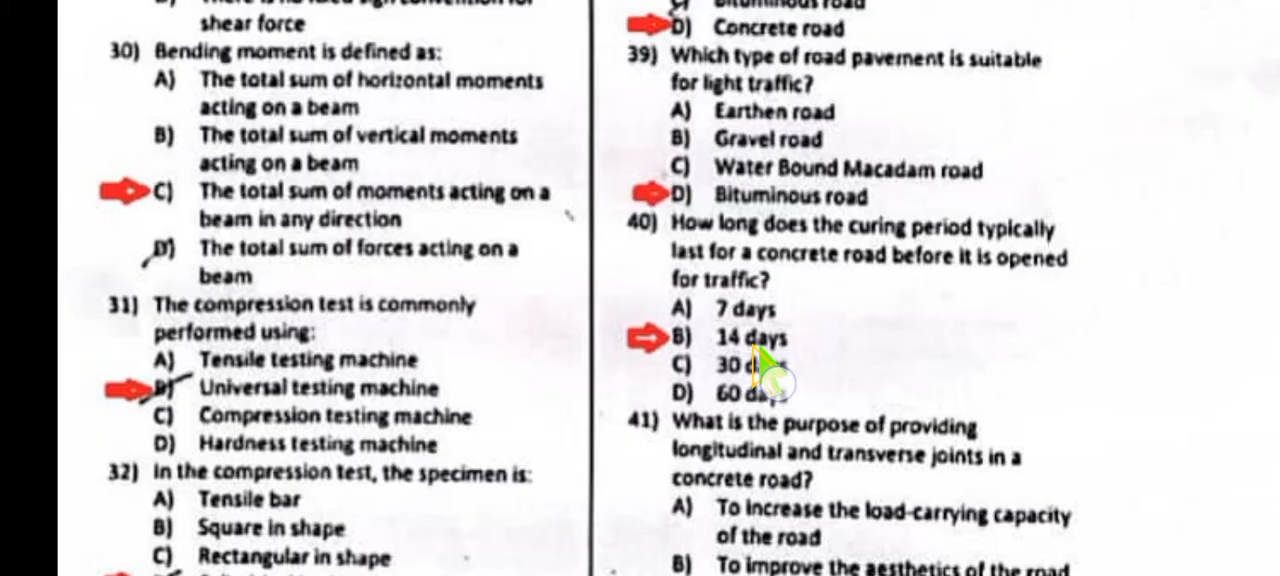 shear force
30) Bending moment is defined as:
A) The total sum of horizontal moments
acting on a beam
B) The total sum of vertical moments
acting on a beam
C) The total sum of moments acting on a
beam in any direction
D) The total sum of forces acting on a
beam
31) The compression test is commonly
performed using:
A) Tensile testing machine
B) Universal testing machine
C) Compression testing machine
D) Hardness testing machine
32) In the compression test, the specimen is:
A) Tensile bar
B) Square in shape
C) Rectangular in shape
C) Bituminous road
D) Concrete road
39) Which type of road pavement is suitable
for light traffic?
A) Earthen road
B) Gravel road
C) Water Bound Macadam road
D) Bituminous road
40) How long does the curing period typically
last for a concrete road before it is opened
for traffic?
A) 7 days
B) 14 days
C) 30 days
D) 60 days
41) What is the purpose of providing
longitudinal and transverse joints in a
concrete road?
A) To increase the load-carrying capacity
of the road
B) To improve the aesthetics of the road